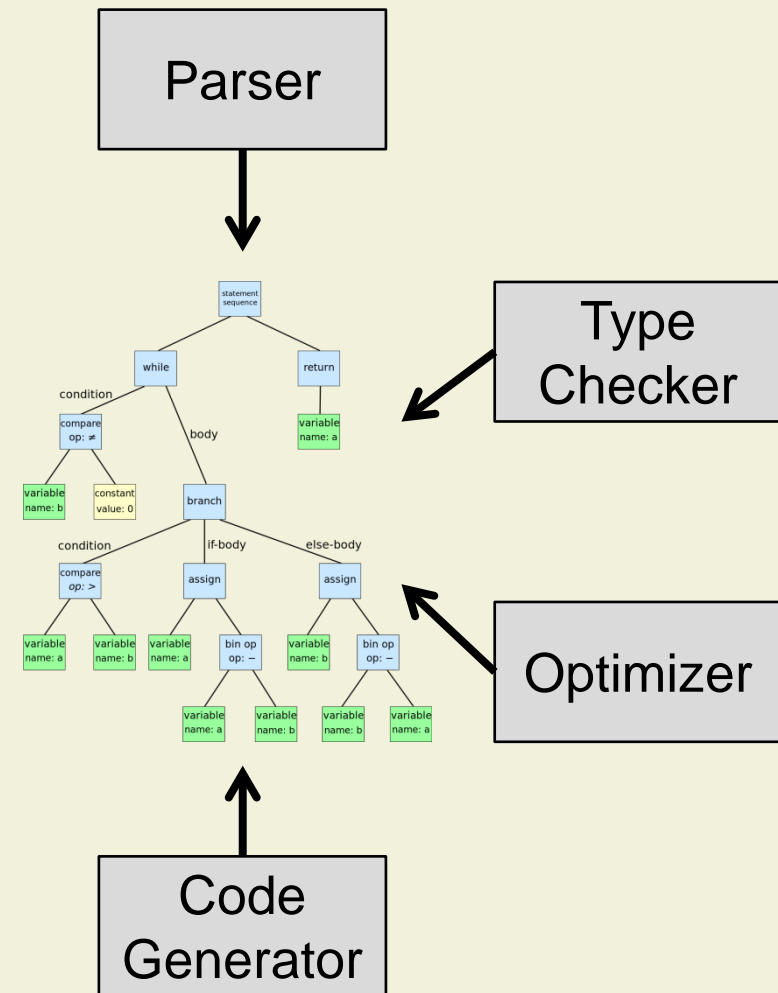 Parser
statement
sequence
while
return
condition
compare
op: ≠
body
variable
name: a
variable
name: b
constant
value: 0
branch
condition
if-body
else-body
compare
op: >
assign
assign
variable
name: a
variable
name: b
variable
name: a
bin op
op: −
variable
name: b
bin op
op: −
variable
name: a
variable
name: b
variable
name: b
variable
name: a
Type
Checker
Optimizer
Code
Generator